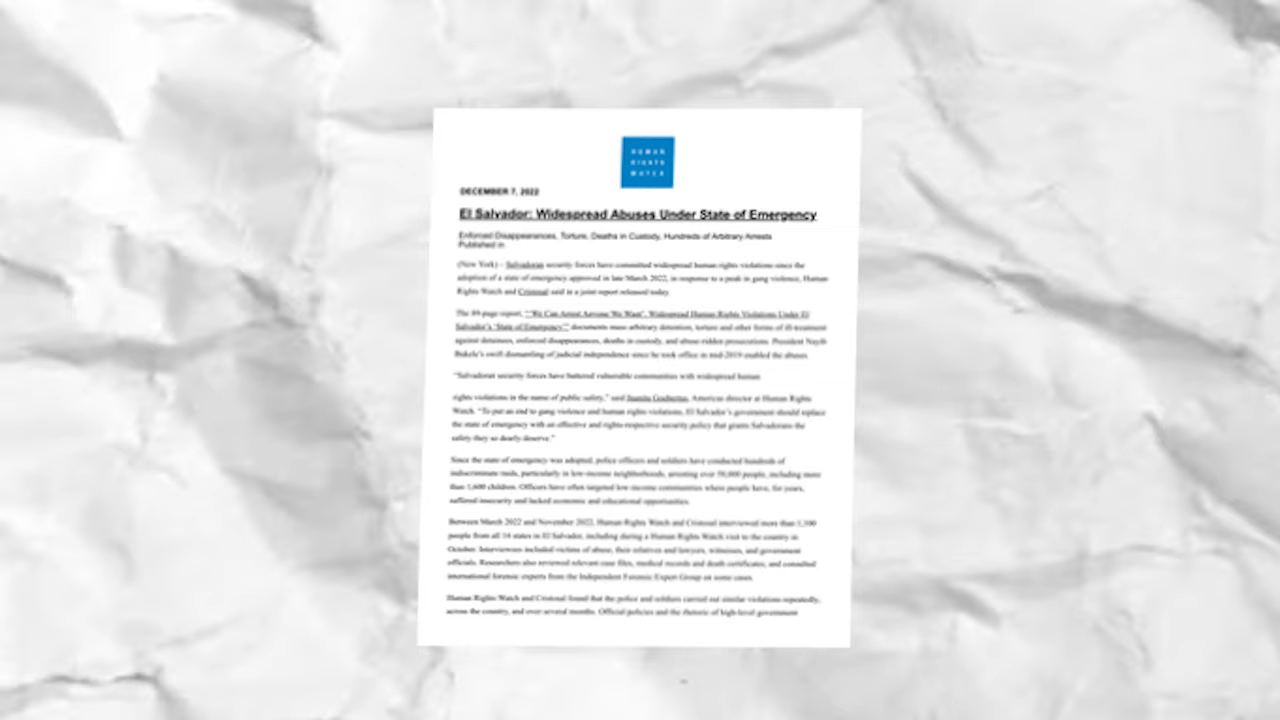 HUMAN
RIGHTS
WATCH
DECEMBER 7, 2022
El Salvador: Widespread Abuses Under State of Emergency
Enforced Disappearances, Torture, Deaths in Custody, Hundreds of Arbitrary Arrests
Published in
(New York) – Salvadoran security forces have committed widespread human rights violations since the
adoption of a state of emergency approved in late March 2022, in response to a peak in gang violence, Human
Rights Watch and Cristosal said in a joint report released today.
The 89-page report, "'We Can Arrest Anyone We Want': Widespread Human Rights Violations Under El
Salvador's 'State of Emergency'" documents mass arbitrary detention, torture and other forms of ill-treatment
against detainees, enforced disappearances, deaths in custody, and abuse-ridden prosecutions. President Nayib
Bukele's swift dismantling of judicial independence since he took office in mid-2019 enabled the abuses.
"Salvadoran security forces have battered vulnerable communities with widespread human
rights violations in the name of public safety," said Juanita Goebertus, Americas director at Human Rights
Watch. "To put an end to gang violence and human rights violations, El Salvador's government should replace
the state of emergency with an effective and rights-respective security policy that grants Salvadorans the
safety they so dearly deserve."
Since the state of emergency was adopted, police officers and soldiers have conducted hundreds of
indiscriminate raids, particularly in low-income neighborhoods, arresting over 58,000 people, including more
than 1,600 children. Officers have often targeted low-income communities where people have, for years,
suffered insecurity and lacked economic and educational opportunities.
Between March 2022 and November 2022, Human Rights Watch and Cristosal interviewed more than 1,100
people from all 14 states in El Salvador, including during a Human Rights Watch visit to the country in
October. Interviewees included victims of abuse, their relatives and lawyers, witnesses, and government
officials. Researchers also reviewed relevant case files, medical records and death certificates, and consulted
international forensic experts from the Independent Forensic Expert Group on some cases.
Human Rights Watch and Cristosal found that the police and soldiers carried out similar violations repeatedly,
across the country, and over several months. Official policies and the rhetoric of high-level government